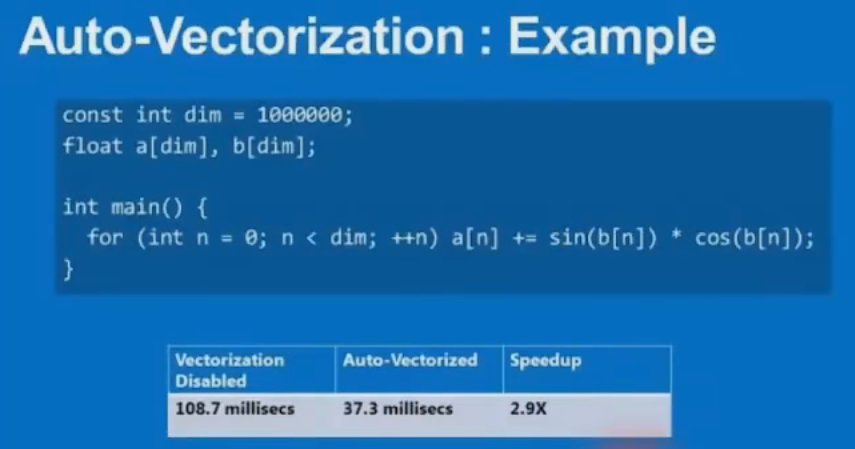 Auto-Vectorization : Example
const int dim = 1000000;
float a[dim], b[dim];
int main() {
for (int n = 0; n < dim; ++n) a[n] += sin(b[n]) * cos(b[n]);
}
Vectorization Disabled Auto-Vectorized Speedup
108.7 millisecs 37.3 millisecs 2.9X